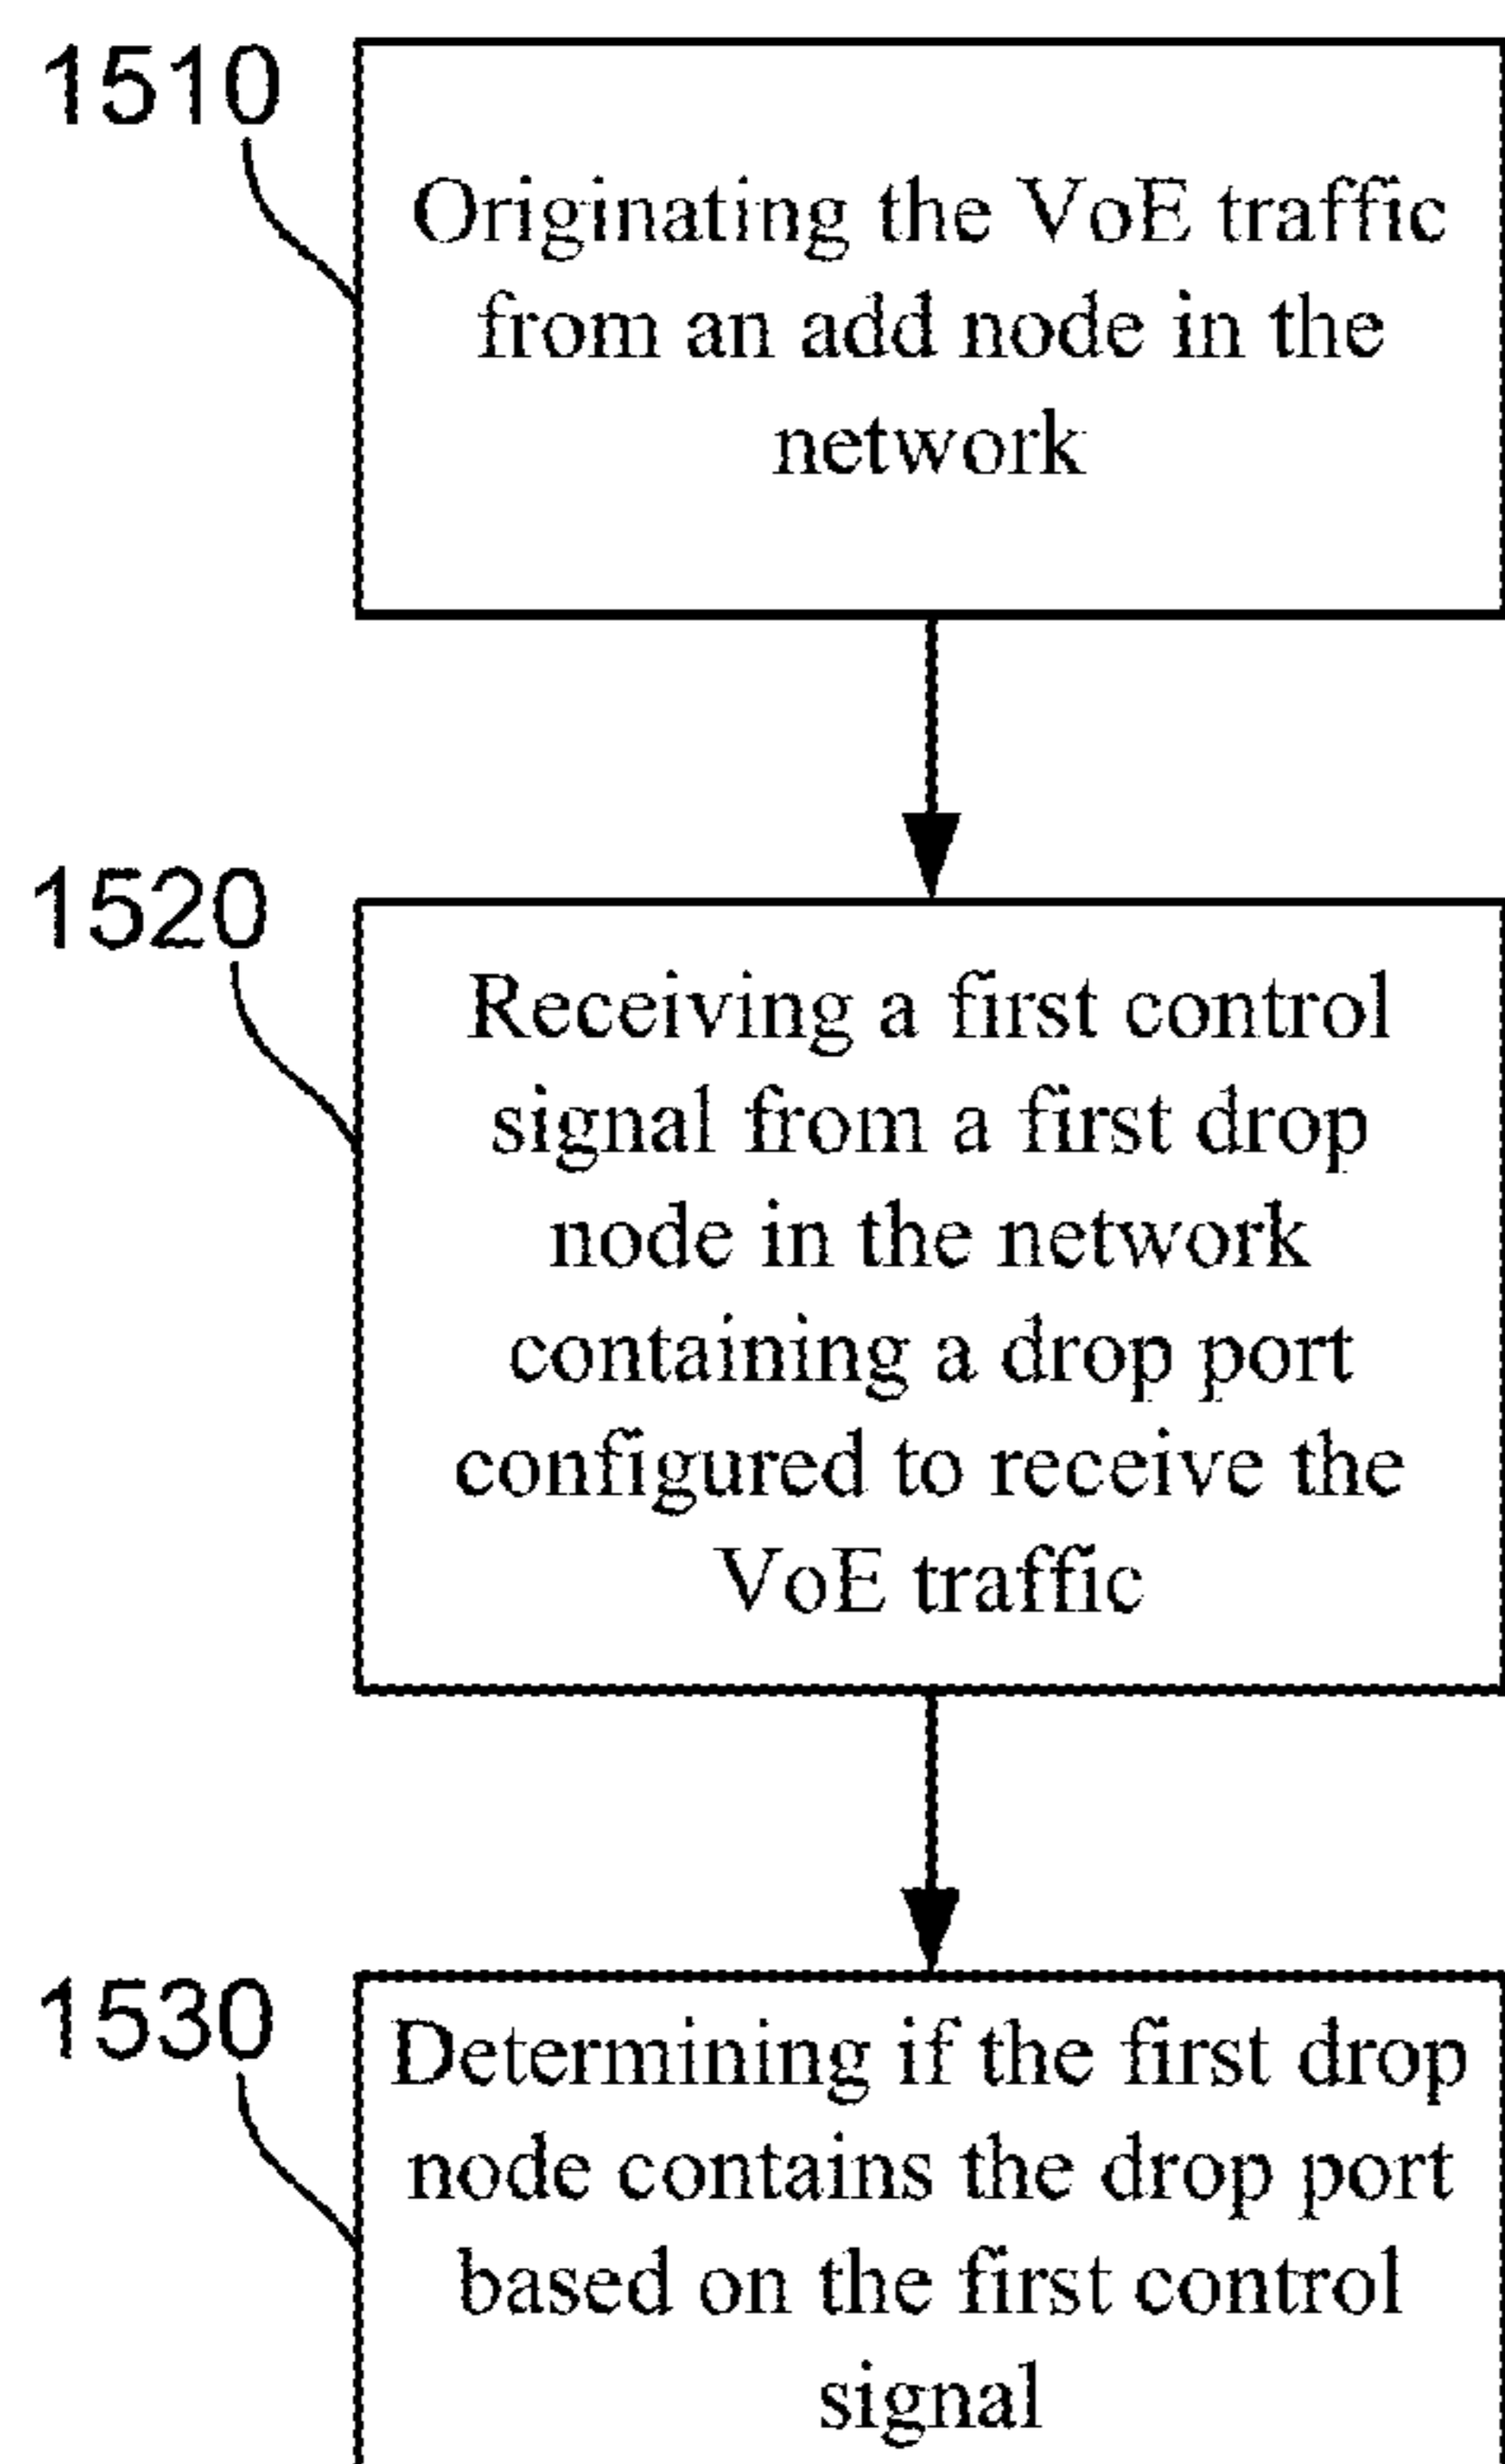 1510
Originating the VoE traffic
from an add node in the
network
1520
Receiving a first control
signal from a first drop
node in the network
containing a drop port
configured to receive the
VoE traffic
1530
Determining if the first drop
node contains the drop port
based on the first control
signal